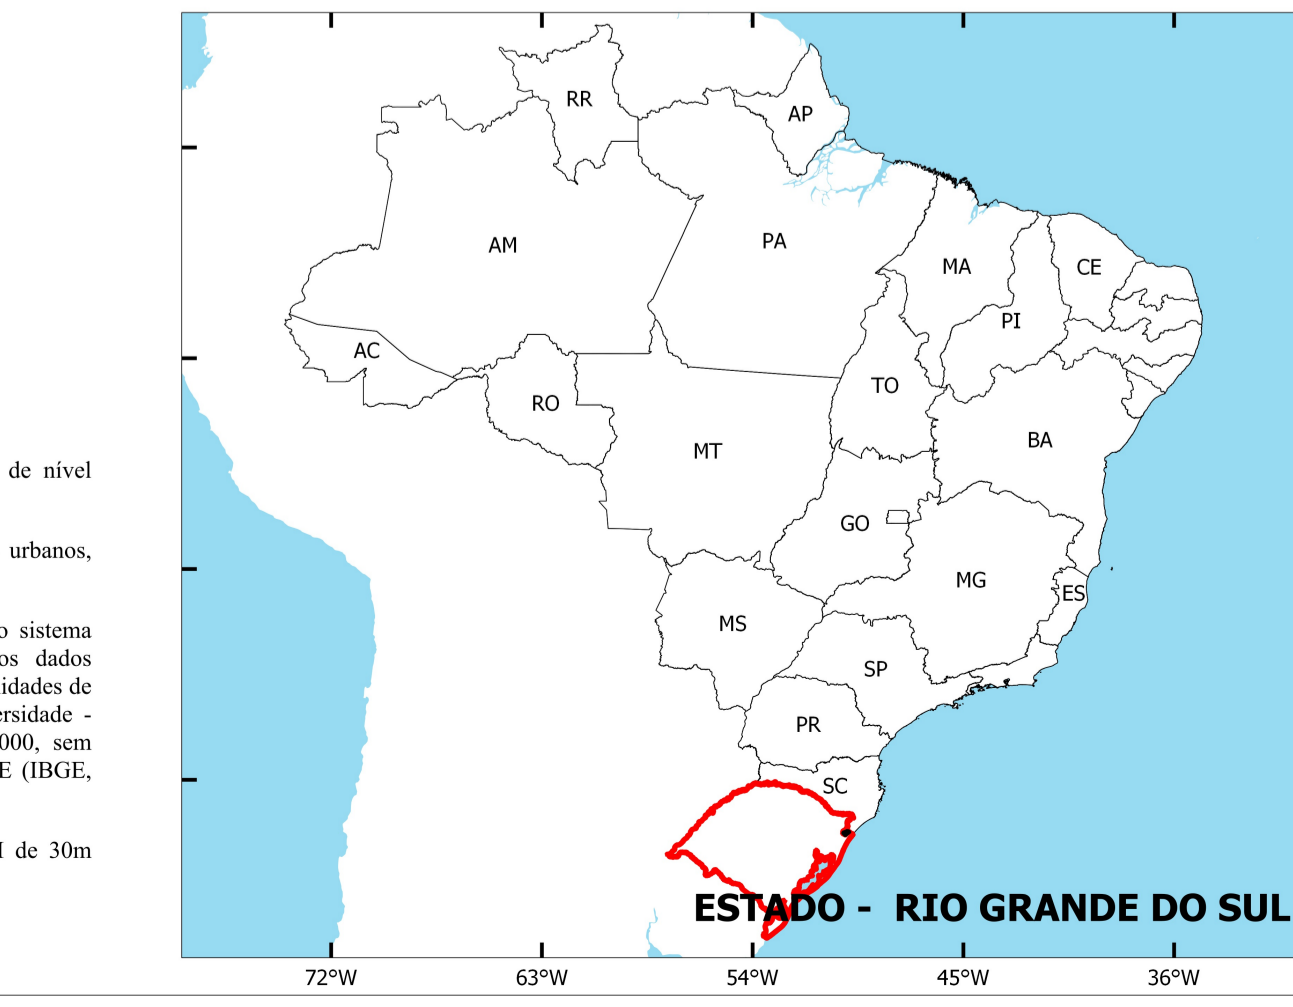 de nível
urbanos,
o sistema
os dados
idades de
ersidade -
000, sem
E (IBGE,
de 30m
RR
AP
AM
PA
MA
CE
PI
AC
TO
RO
BA
MT
GO
MG
ES
MS
SP
PR
SC
ESTADO - RIO GRANDE DO SUL
72°W 63°W 54°W 45°W 36°W